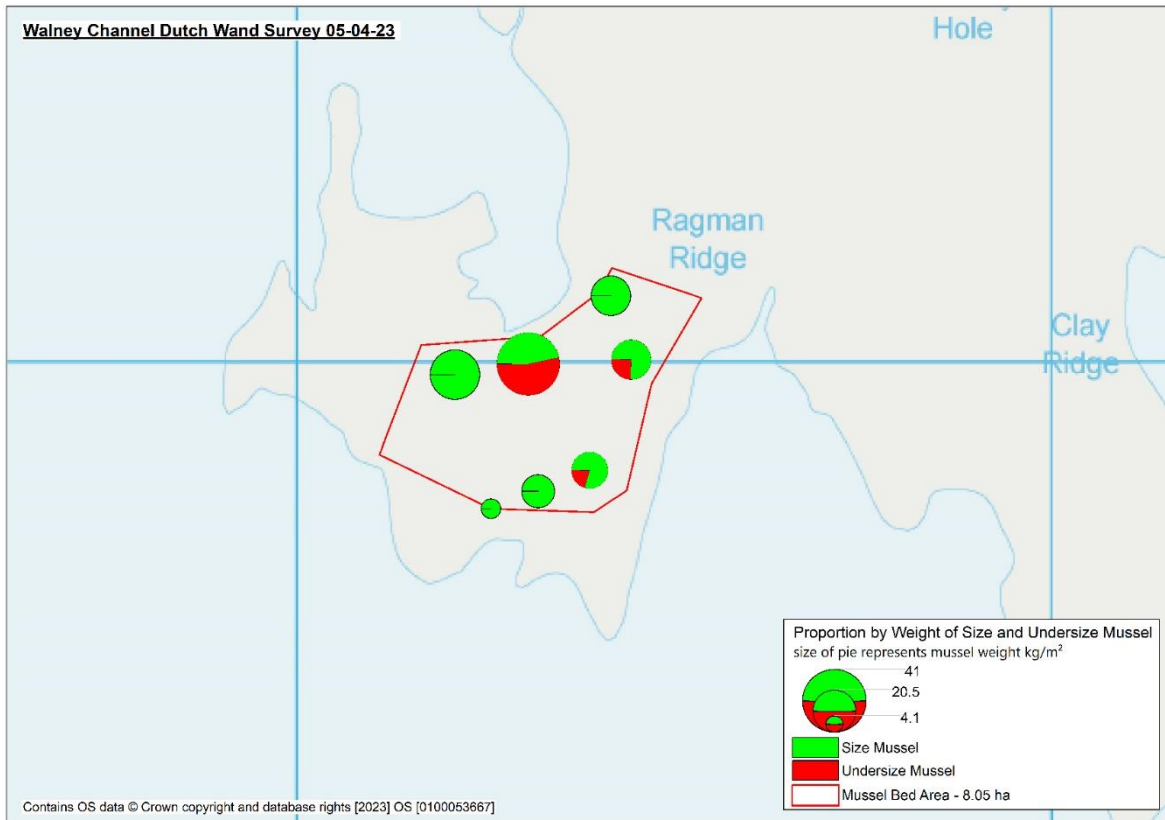 Walney Channel Dutch Wand Survey 05-04-23
Hole
Ragman
Ridge
Clay
Ridge
Proportion by Weight of Size and Undersize Mussel
size of pie represents mussel weight kg/m²
41
20.5
4.1
Size Mussel
Undersize Mussel
Mussel Bed Area - 8.05 ha
Contains OS data © Crown copyright and database rights [2023] OS [0100053667]